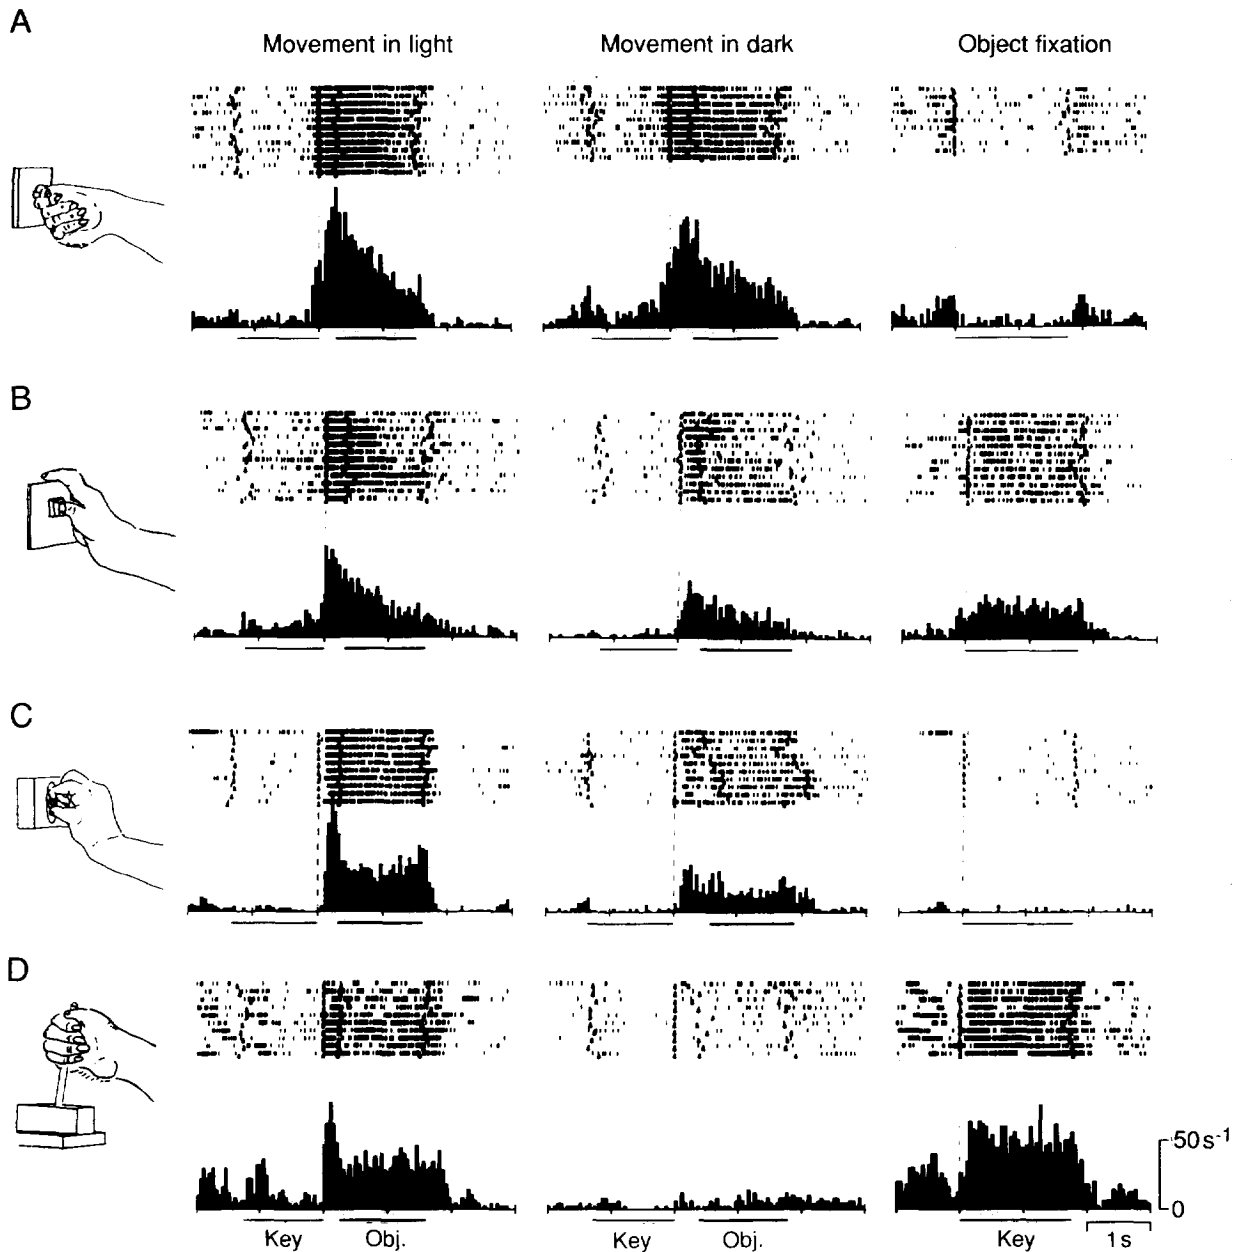 A
Movement in light Movement in dark Object fixation
B
C
D
50 s-1
0
Key Obj. Key Obj. Key 1 s